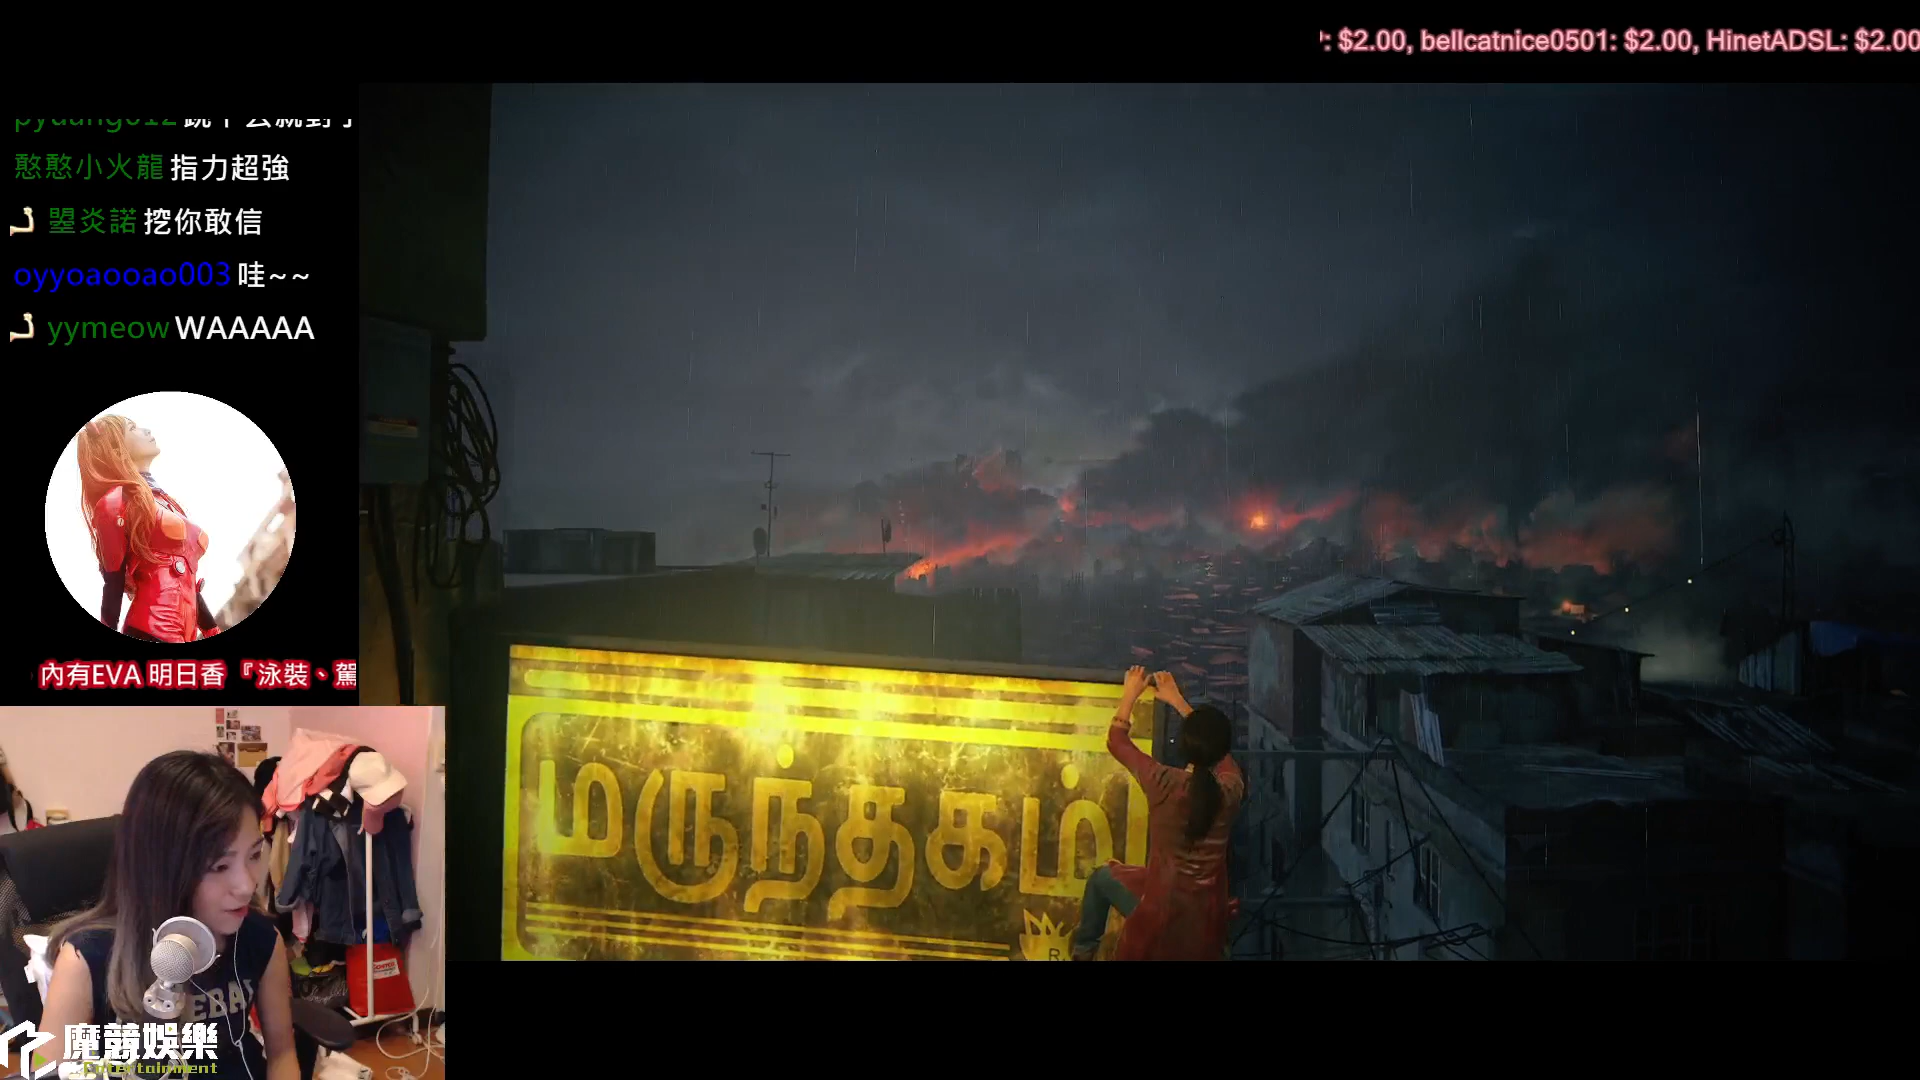 : $2.00, bellcatnice0501: $2.00, HinetADSL: $2.00
憨憨小火龍 指力超強
曌炎諾 挖你敢信
oyyoaooao003 哇~~
yymeow WAAAAA
內有EVA 明日香『泳裝、駕
மருந்தகம்
R
魔競娛樂
Entertainment